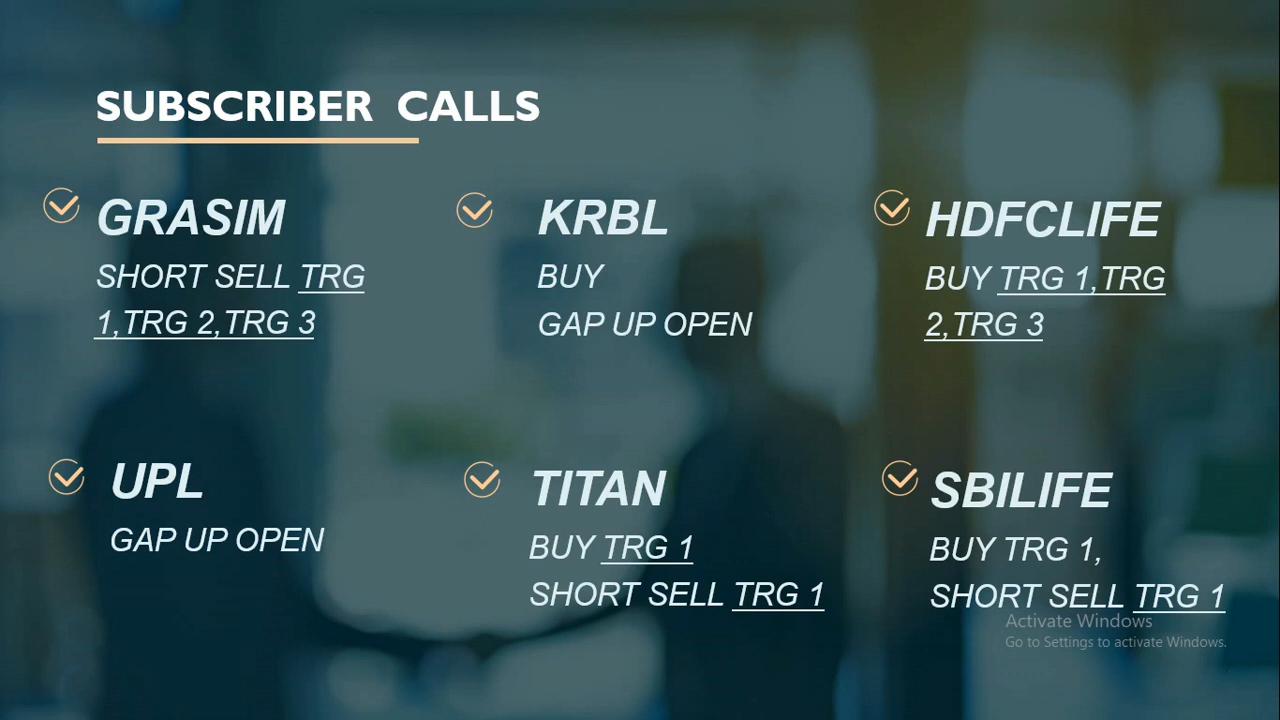 SUBSCRIBER CALLS
GRASIM
SHORT SELL TRG
1,TRG 2,TRG 3
KRBL
BUY
GAP UP OPEN
HDFCLIFE
BUY TRG 1,TRG
2,TRG 3
UPL
GAP UP OPEN
TITAN
BUY TRG 1
SHORT SELL TRG 1
SBILIFE
BUY TRG 1,
SHORT SELL TRG 1
Activate Windows
Go to Settings to activate Windows.